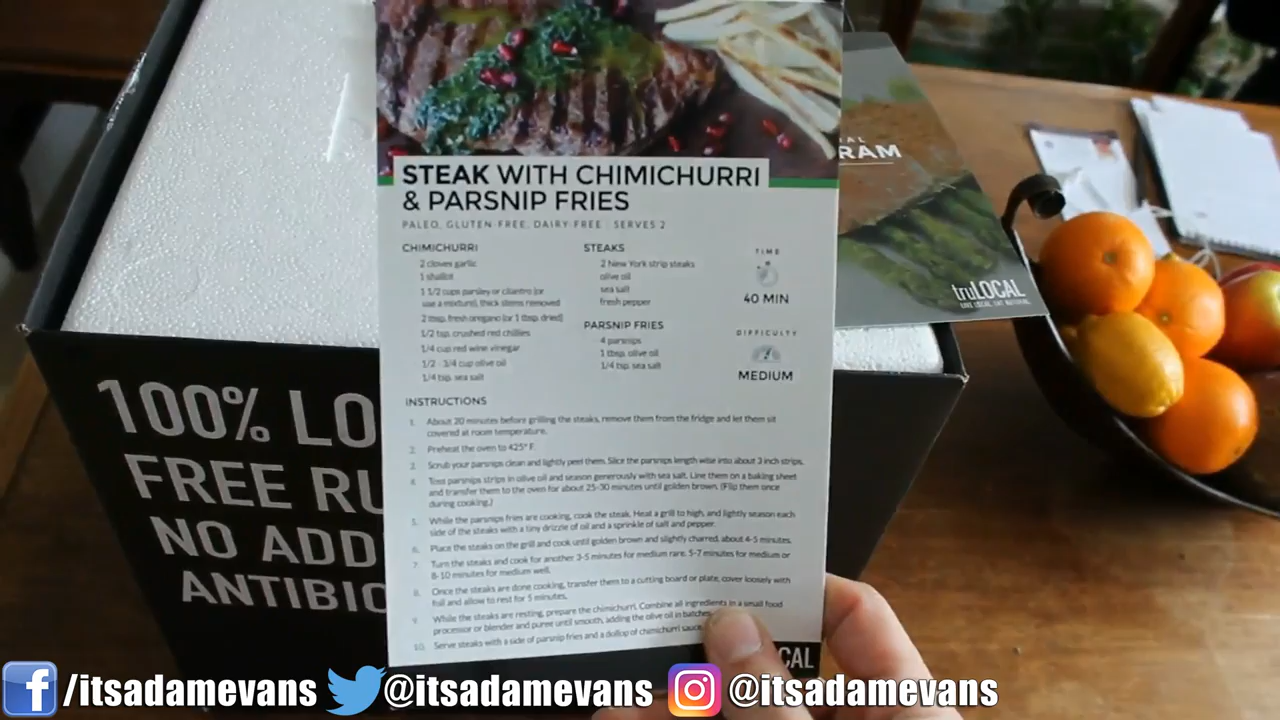 STEAK WITH CHIMICHURRI
& PARSNIP FRIES
PALEO, GLUTEN-FREE, DAIRY-FREE | SERVES 2
CHIMICHURRI
2 cloves garlic
1 shallot
1 1/2 cups parsley or cilantro (or
use a mixture), thick stems removed
2 tbsp. fresh oregano (or 1 tbsp. dried)
1/2 tsp. crushed red chillies
1/4 cup red wine vinegar
1/2 - 3/4 cup olive oil
1/4 tsp. sea salt
STEAKS
2 New York strip steaks
olive oil
sea salt
fresh pepper
PARSNIP FRIES
4 parsnips
1 tbsp. olive oil
1/4 tsp. sea salt
TIME
40 MIN
DIFFICULTY
MEDIUM
INSTRUCTIONS
1. About 20 minutes before grilling the steaks, remove them from the fridge and let them sit
covered at room temperature.
2. Preheat the oven to 425° F.
3. Scrub your parsnips clean and lightly peel them. Slice the parsnips length wise into about 3 inch strips.
4. Toss parsnips strips in olive oil and season generously with sea salt. Line them on a baking sheet
and transfer them to the oven for about 25-30 minutes until golden brown. (Flip them once
during cooking.)
5. While the parsnips fries are cooking, cook the steak. Heat a grill to high, and lightly season each
side of the steaks with a tiny drizzle of oil and a sprinkle of salt and pepper.
6. Place the steaks on the grill and cook until golden brown and slightly charred, about 4-5 minutes.
7. Turn the steaks and cook for another 3-5 minutes for medium rare, 5-7 minutes for medium or
8-10 minutes for medium well.
8. Once the steaks are done cooking, transfer them to a cutting board or plate, cover loosely with
foil and allow to rest for 5 minutes.
9. While the steaks are resting, prepare the chimichurri. Combine all ingredients in a small food
processor or blender and puree until smooth, adding the olive oil in batches
10. Serve steaks with a side of parsnip fries and a dollop of chimichurri sauce
CAL
RAL
RAM
truLOCAL
LIVE LOCAL. EAT NATURAL.
100% LO
FREE RU
NO ADD
ANTIBIO
/itsadamevans @itsadamevans @itsadamevans